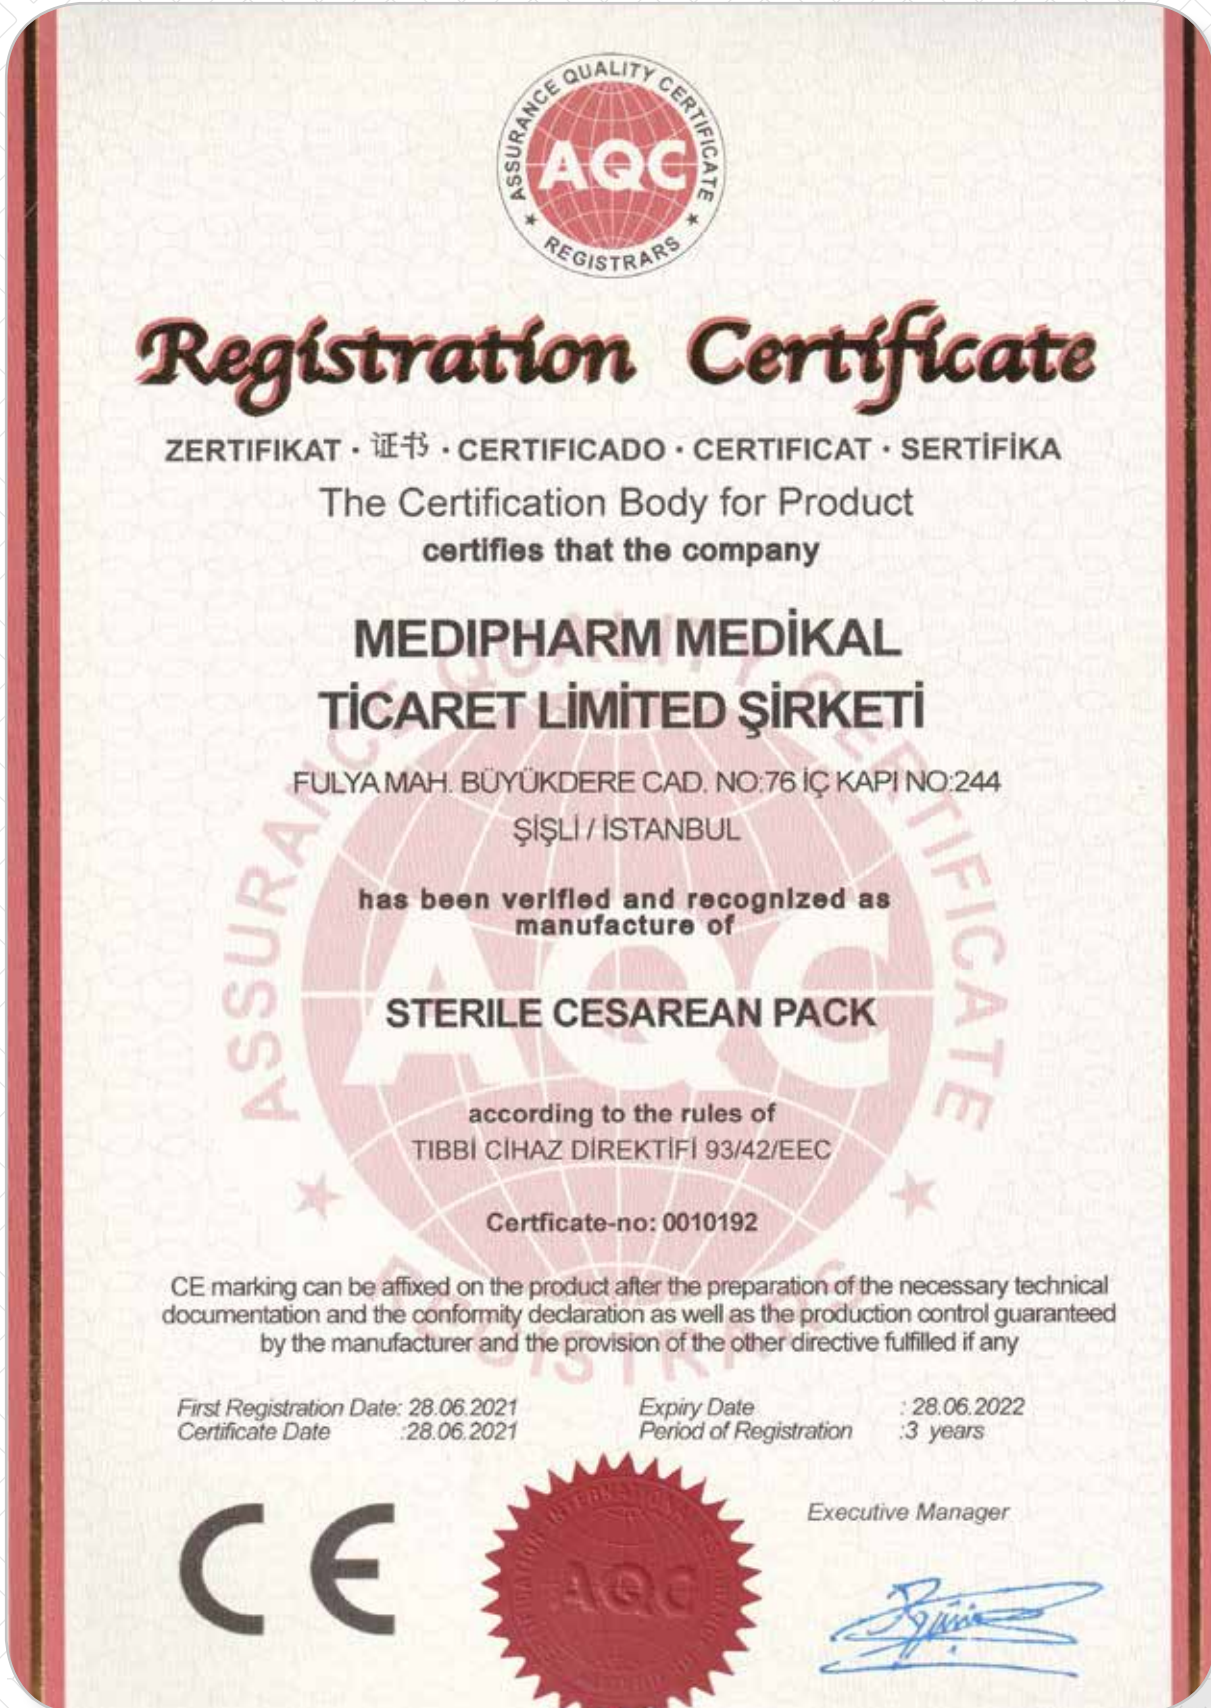 ASSURANCE QUALITY CERTIFICATE
AQC
REGISTRARS
Registration Certificate
ZERTIFIKAT · 证书 · CERTIFICADO · CERTIFICAT · SERTİFİKA
The Certification Body for Product
certifies that the company
MEDIPHARM MEDİKAL
TİCARET LİMİTED ŞİRKETİ
FULYA MAH. BÜYÜKDERE CAD. NO:76 İÇ KAPI NO:244
ŞİŞLİ / İSTANBUL
has been verified and recognized as
manufacture of
STERILE CESAREAN PACK
according to the rules of
TIBBİ CİHAZ DİREKTİFİ 93/42/EEC
Certficate-no: 0010192
CE marking can be affixed on the product after the preparation of the necessary technical
documentation and the conformity declaration as well as the production control guaranteed
by the manufacturer and the provision of the other directive fulfilled if any
First Registration Date: 28.06.2021 Expiry Date : 28.06.2022
Certificate Date :28.06.2021 Period of Registration :3 years
Executive Manager
CE
AQC
ASSURANCE QUALITY CERTIFICATE
AQC
REGISTRARS